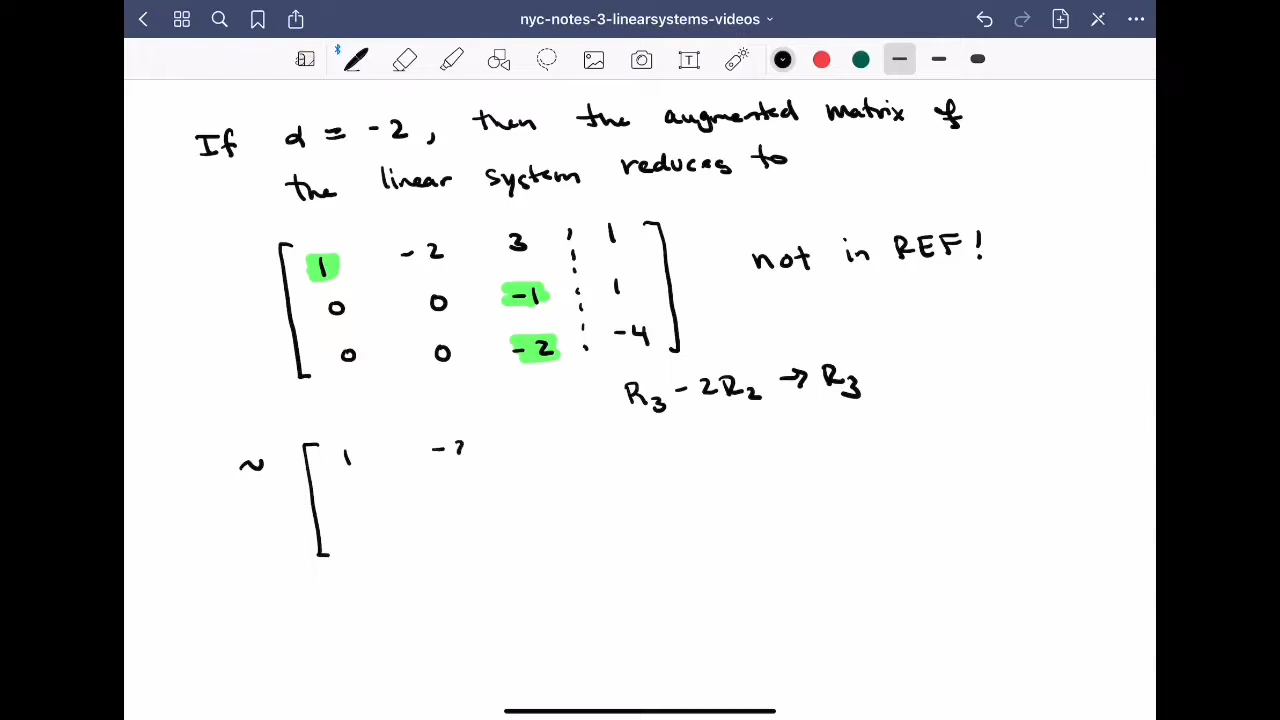 nyc-notes-3-linearsystems-videos
If α = -2, then the augmented matrix of
the linear system reduces to
1 -2 3 1
0 0 -1 1
0 0 -2 -4
not in REF!
R₃ - 2R₂ → R₃
~ [ 1 -2